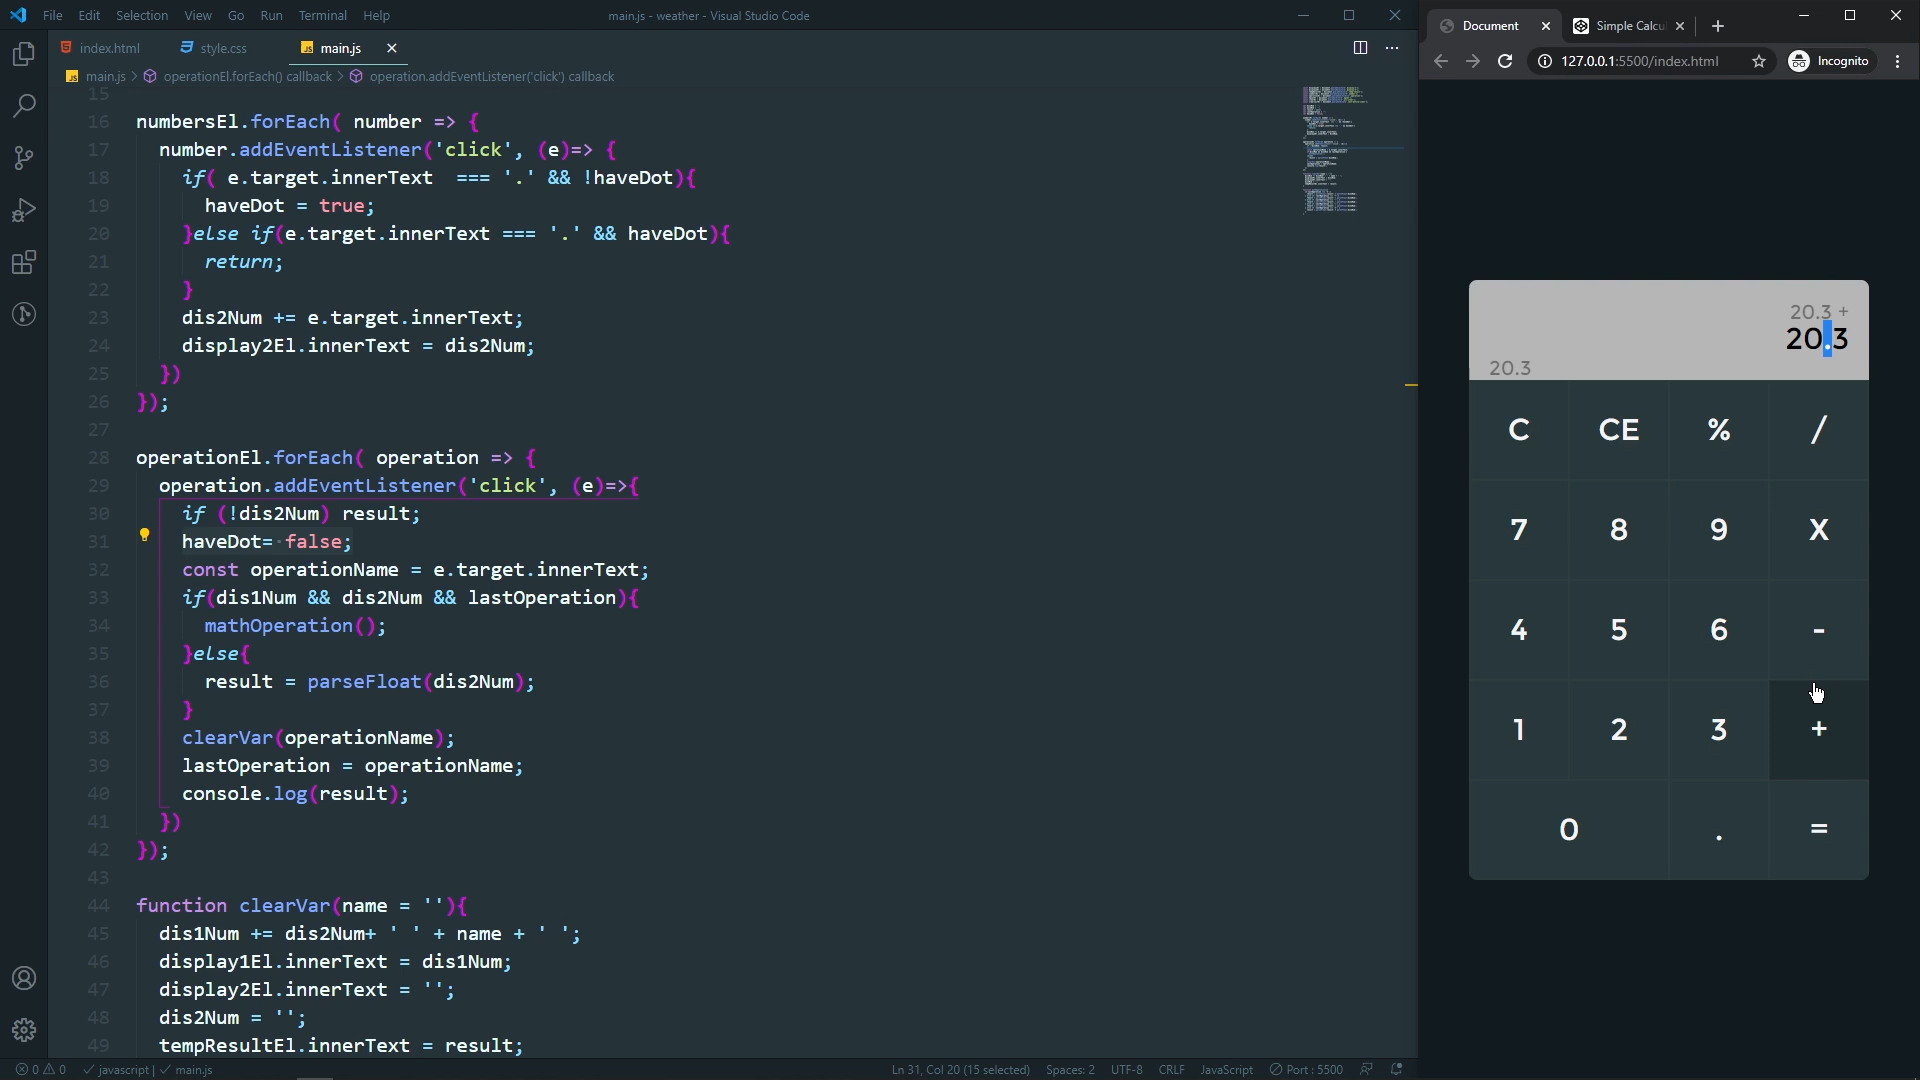 File Edit Selection View Go Run Terminal Help
main.js - weather - Visual Studio Code
index.html style.css JS main.js
JS main.js > operationEl.forEach() callback > operation.addEventListener('click') callback
15
16 numbersEl.forEach( number => {
17 number.addEventListener('click', (e)=> {
18 if( e.target.innerText === '.' && !haveDot){
19 haveDot = true;
20 }else if(e.target.innerText === '.' && haveDot){
21 return;
22 }
23 dis2Num += e.target.innerText;
24 display2El.innerText = dis2Num;
25 })
26 });
27
28 operationEl.forEach( operation => {
29 operation.addEventListener('click', (e)=>{
30 if (!dis2Num) result;
31 haveDot= false;
32 const operationName = e.target.innerText;
33 if(dis1Num && dis2Num && lastOperation){
34 mathOperation();
35 }else{
36 result = parseFloat(dis2Num);
37 }
38 clearVar(operationName);
39 lastOperation = operationName;
40 console.log(result);
41 })
42 });
43
44 function clearVar(name = ''){
45 dis1Num += dis2Num+ ' ' + name + ' ';
46 display1El.innerText = dis1Num;
47 display2El.innerText = '';
48 dis2Num = '';
49 tempResultEl.innerText = result;
0 0 javascript | main.js
Ln 31, Col 20 (15 selected) Spaces: 2 UTF-8 CRLF JavaScript Port : 5500
Document Simple Calcu
127.0.0.1:5500/index.html Incognito
20.3 +
20.3
20.3
C CE % /
7 8 9 X
4 5 6 -
1 2 3 +
0 . =